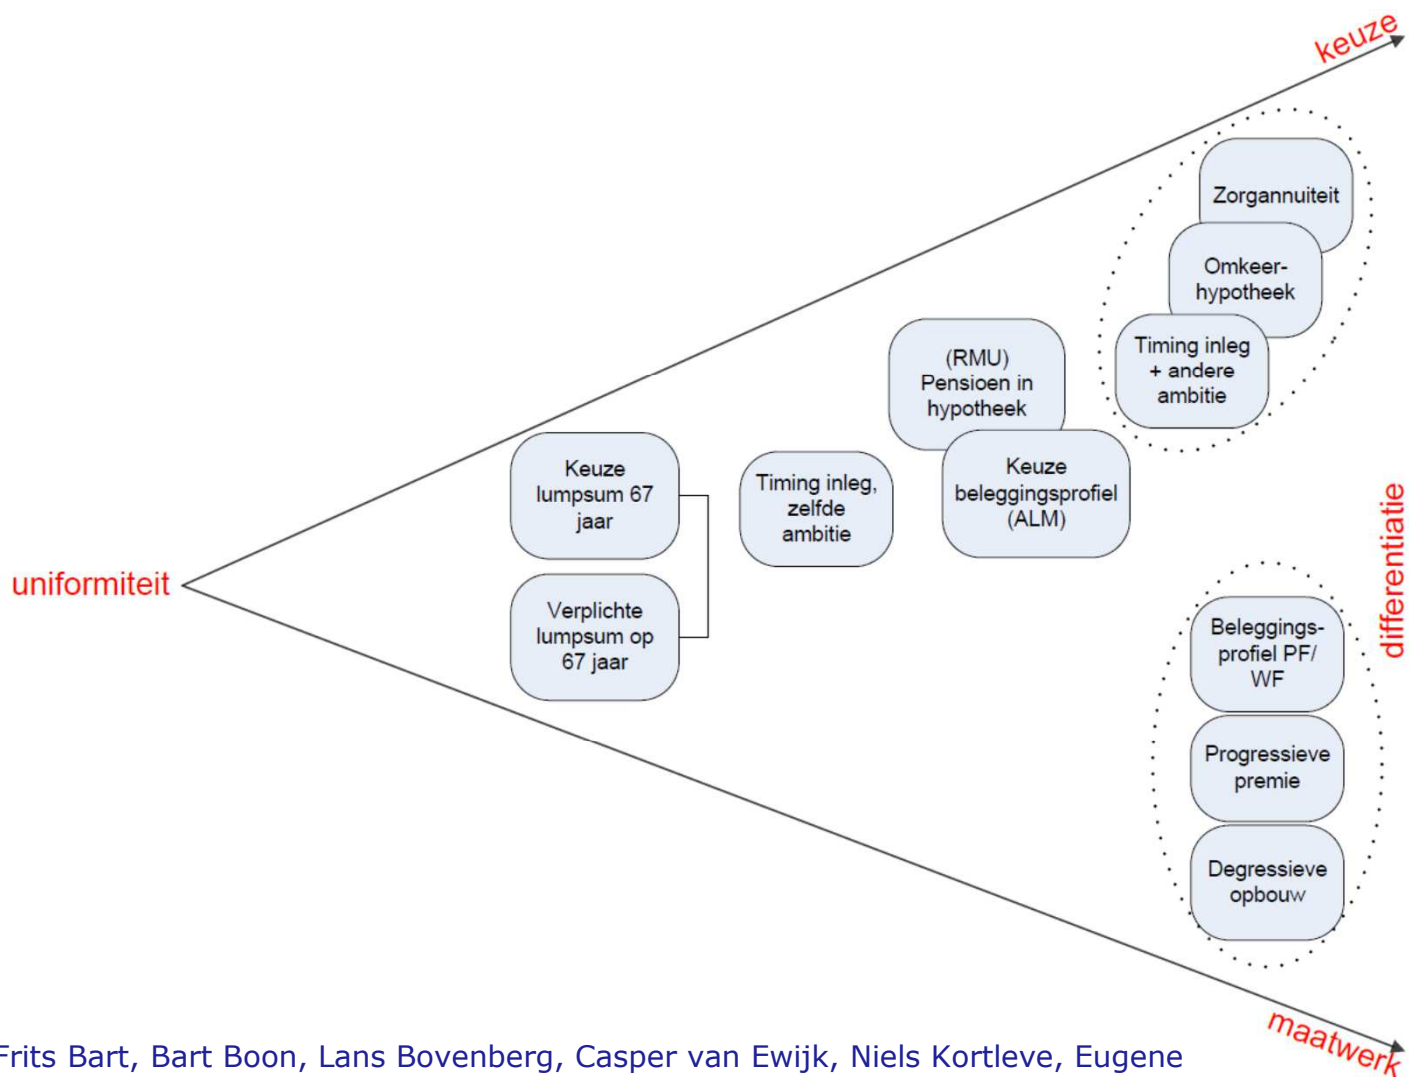 keuze
Zorgannuiteit
Omkeer-
hypotheek
Timing inleg
+ andere
ambitie
(RMU)
Pensioen in
hypotheek
Keuze
beleggingsprofiel
(ALM)
Timing inleg,
zelfde
ambitie
Keuze
lumpsum 67
jaar
Verplichte
lumpsum op
67 jaar
uniformiteit
differentiatie
Beleggings-
profiel PF/
WF
Progressieve
premie
Degressieve
opbouw
maatwerk
Frits Bart, Bart Boon, Lans Bovenberg, Casper van Ewijk, Niels Kortleve, Eugene